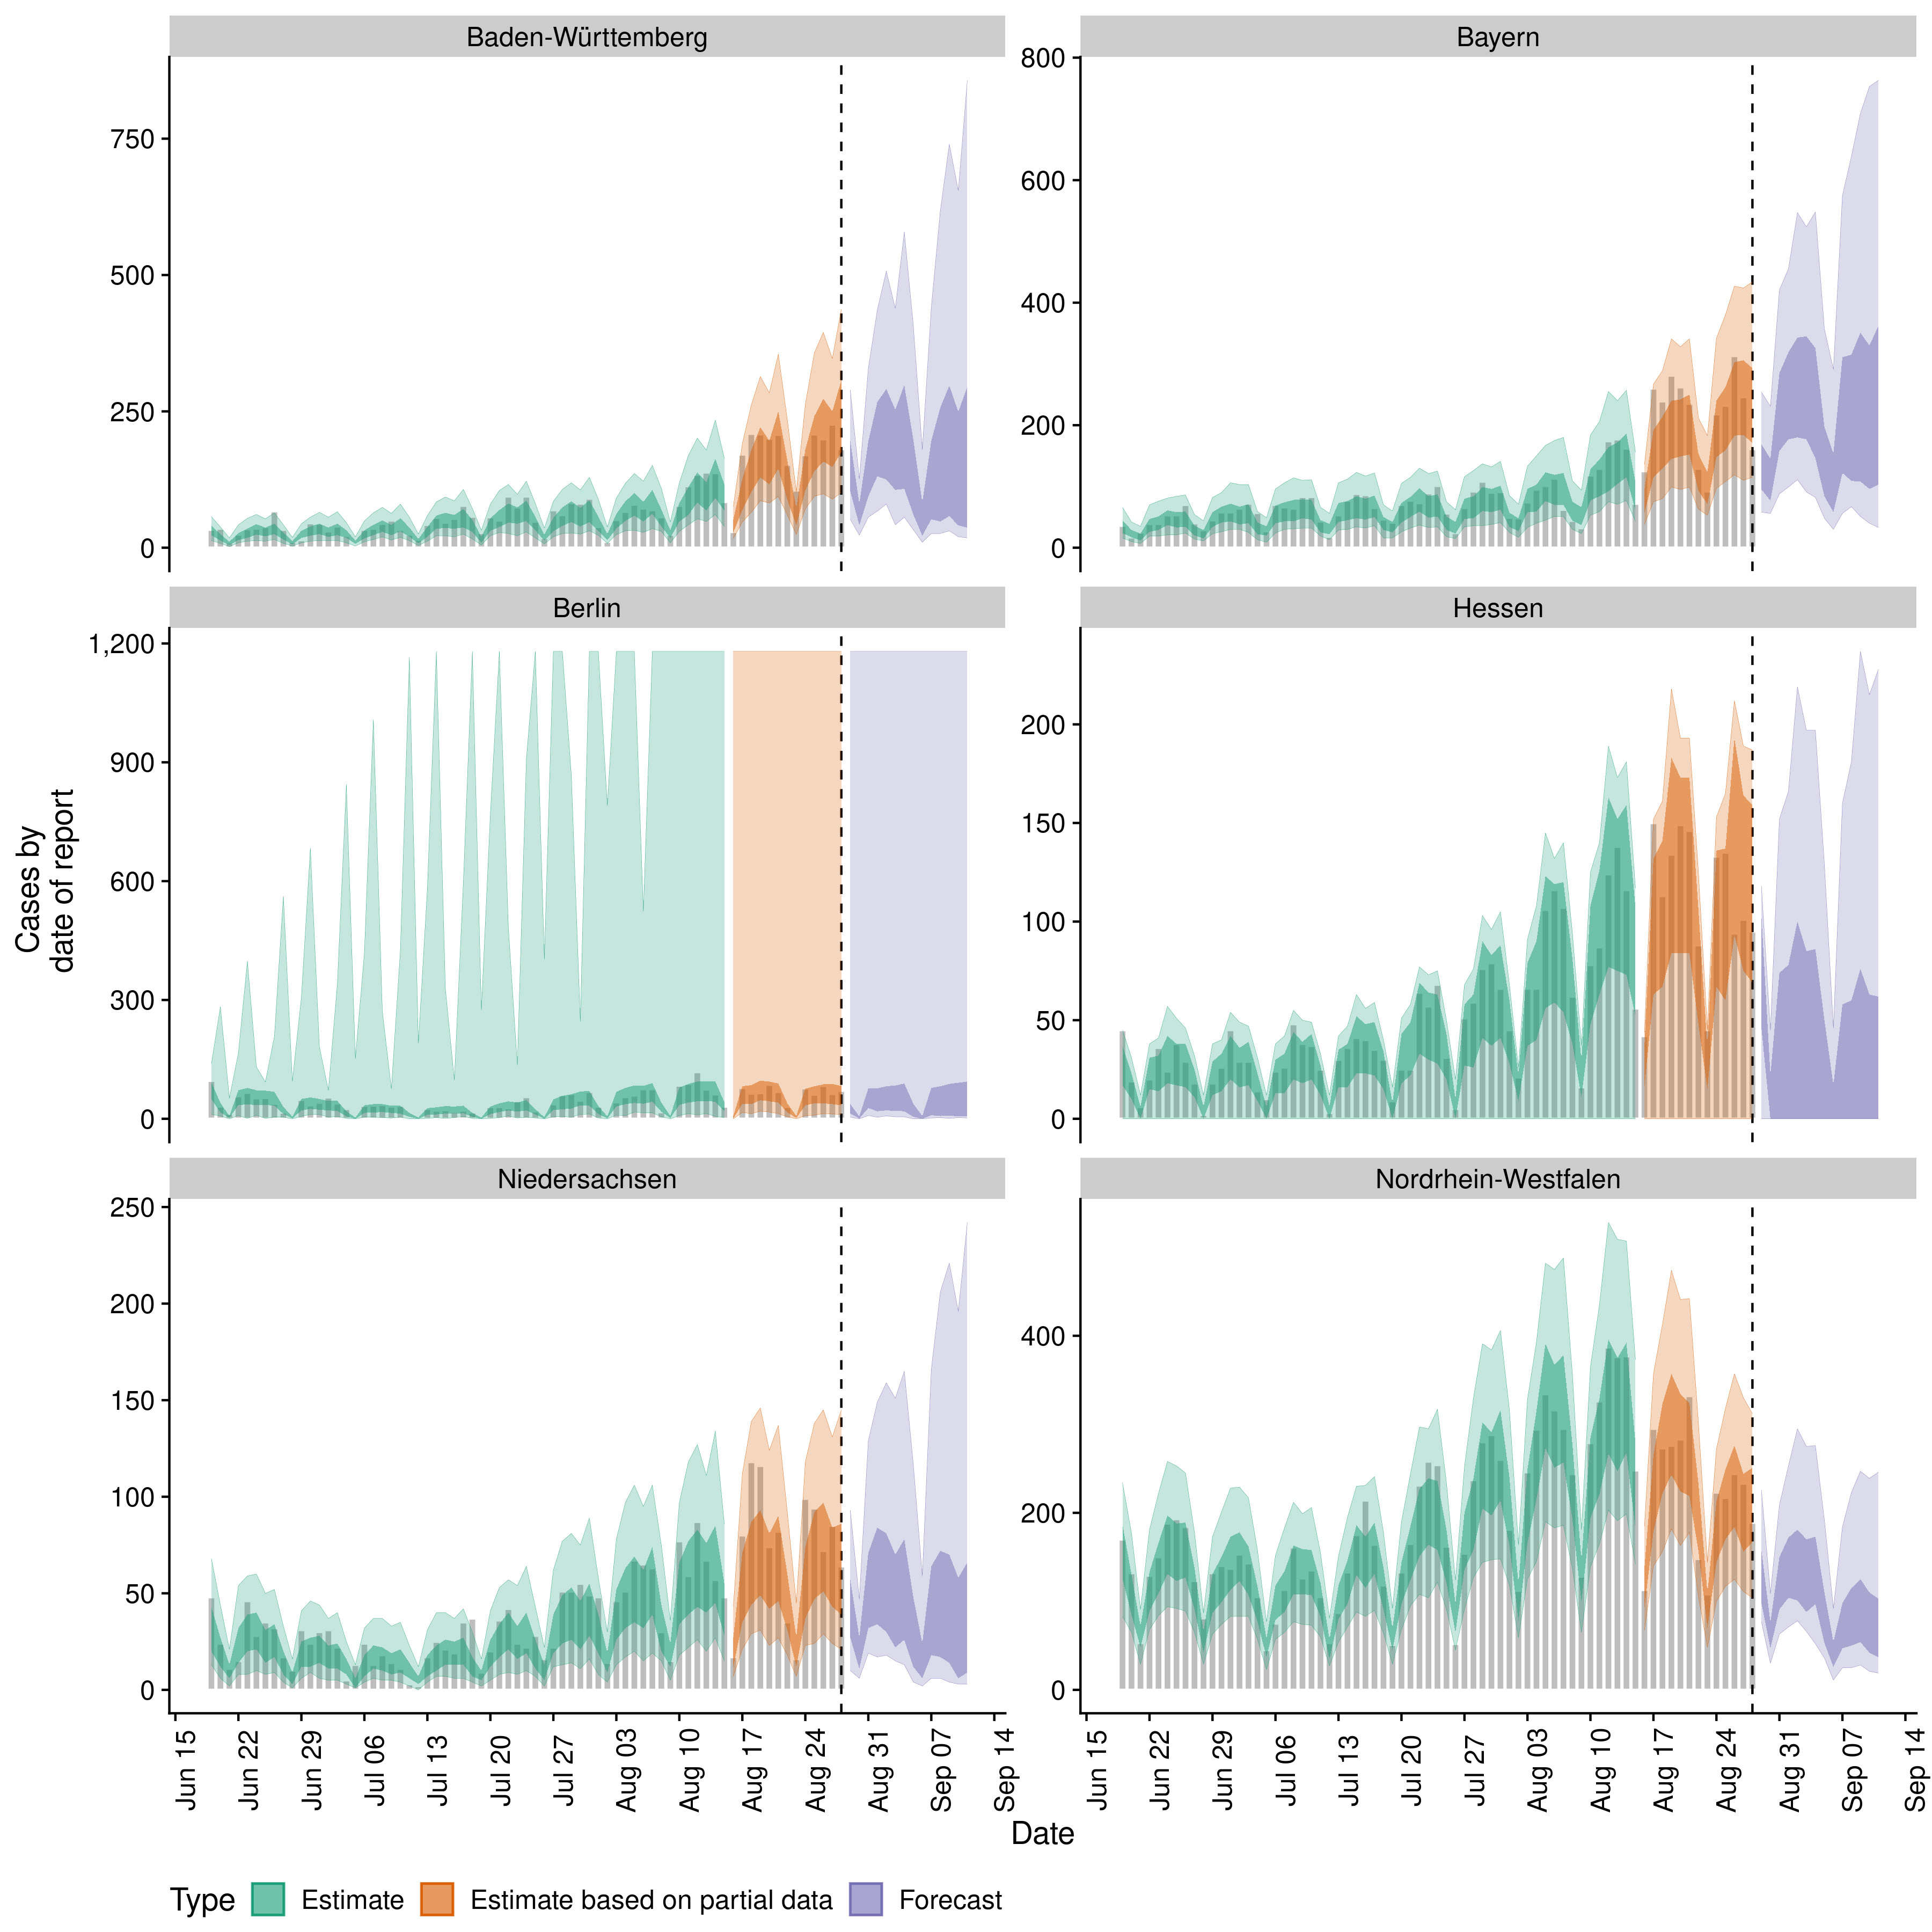 Baden-Württemberg
Bayern
750
500
250
0
800
600
400
200
0
Berlin
Hessen
1,200
900
600
300
0
200
150
100
50
0
Cases by
date of report
Niedersachsen
Nordrhein-Westfalen
250
200
150
100
50
0
400
200
0
Jun 15
Jun 22
Jun 29
Jul 06
Jul 13
Jul 20
Jul 27
Aug 03
Aug 10
Aug 17
Aug 24
Aug 31
Sep 07
Sep 14
Jun 15
Jun 22
Jun 29
Jul 06
Jul 13
Jul 20
Jul 27
Aug 03
Aug 10
Aug 17
Aug 24
Aug 31
Sep 07
Sep 14
Date
Type Estimate Estimate based on partial data Forecast